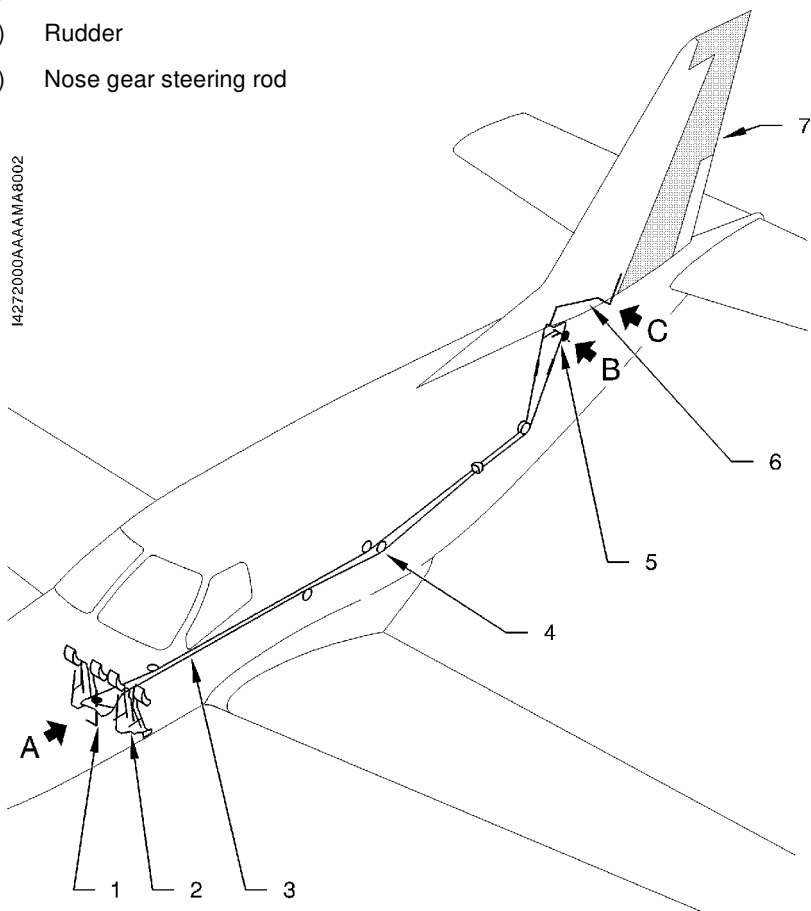 ) Rudder
) Nose gear steering rod
I4272000AAAAMA8002
7
C
B
6
5
4
A
1
2
3